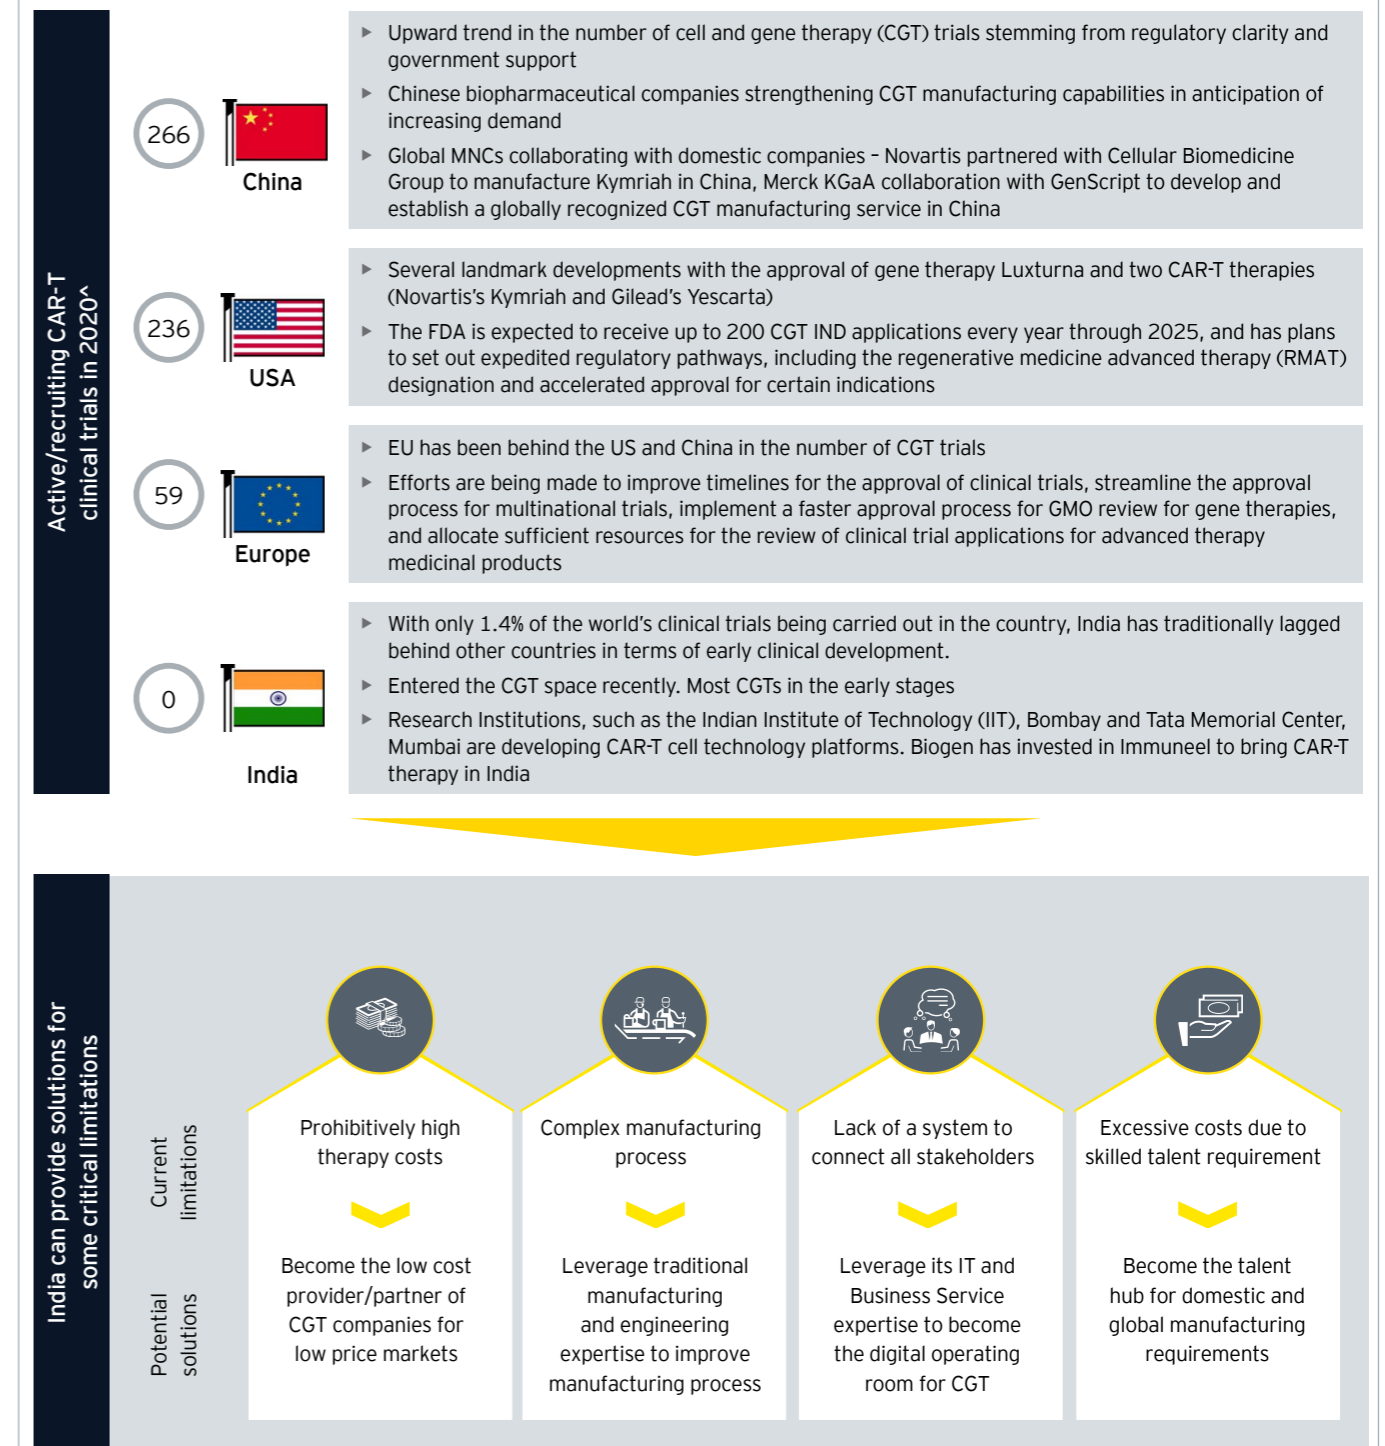 Active/recruiting CAR-T
clinical trials in 2020^
266
China
► Upward trend in the number of cell and gene therapy (CGT) trials stemming from regulatory clarity and
government support
► Chinese biopharmaceutical companies strengthening CGT manufacturing capabilities in anticipation of
increasing demand
► Global MNCs collaborating with domestic companies – Novartis partnered with Cellular Biomedicine
Group to manufacture Kymriah in China, Merck KGaA collaboration with GenScript to develop and
establish a globally recognized CGT manufacturing service in China
236
USA
► Several landmark developments with the approval of gene therapy Luxturna and two CAR-T therapies
(Novartis’s Kymriah and Gilead’s Yescarta)
► The FDA is expected to receive up to 200 CGT IND applications every year through 2025, and has plans
to set out expedited regulatory pathways, including the regenerative medicine advanced therapy (RMAT)
designation and accelerated approval for certain indications
59
Europe
► EU has been behind the US and China in the number of CGT trials
► Efforts are being made to improve timelines for the approval of clinical trials, streamline the approval
process for multinational trials, implement a faster approval process for GMO review for gene therapies,
and allocate sufficient resources for the review of clinical trial applications for advanced therapy
medicinal products
0
India
► With only 1.4% of the world’s clinical trials being carried out in the country, India has traditionally lagged
behind other countries in terms of early clinical development.
► Entered the CGT space recently. Most CGTs in the early stages
► Research Institutions, such as the Indian Institute of Technology (IIT), Bombay and Tata Memorial Center,
Mumbai are developing CAR-T cell technology platforms. Biogen has invested in Immuneel to bring CAR-T
therapy in India
India can provide solutions for
some critical limitations
Current
limitations
Prohibitively high
therapy costs
Complex manufacturing
process
Lack of a system to
connect all stakeholders
Excessive costs due to
skilled talent requirement
Potential
solutions
Become the low cost
provider/partner of
CGT companies for
low price markets
Leverage traditional
manufacturing
and engineering
expertise to improve
manufacturing process
Leverage its IT and
Business Service
expertise to become
the digital operating
room for CGT
Become the talent
hub for domestic and
global manufacturing
requirements